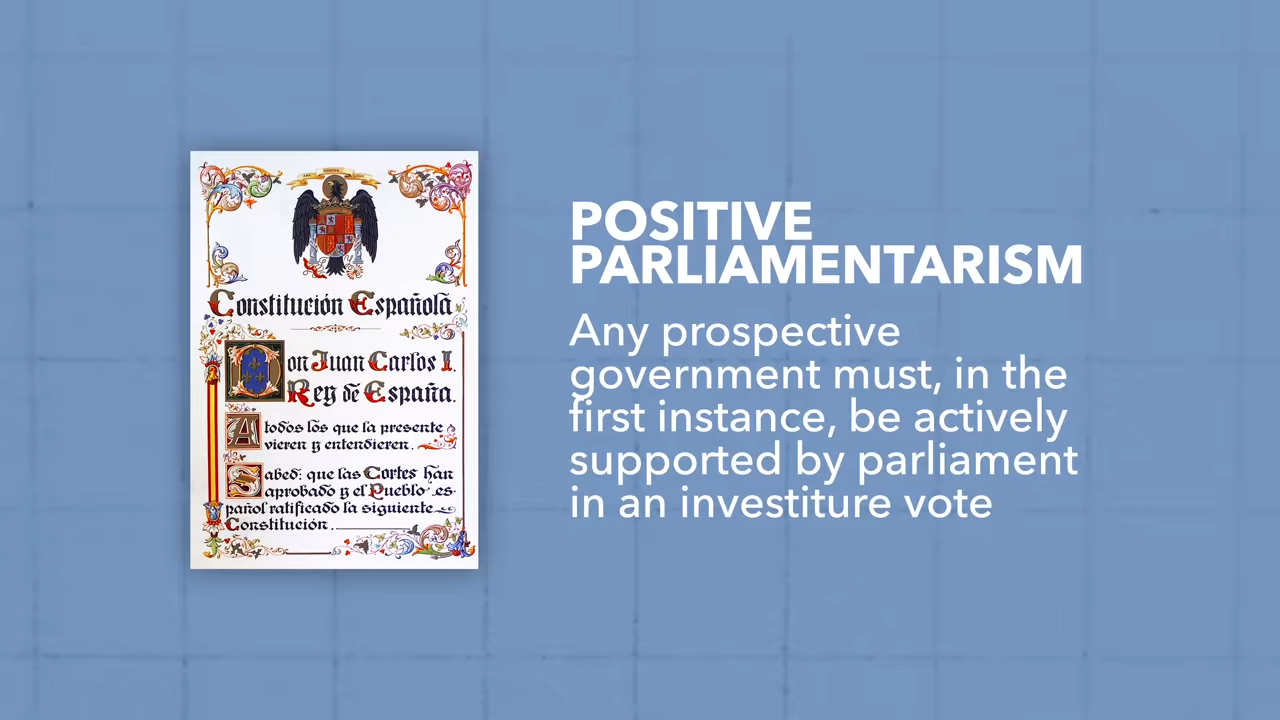 Constitución Española
Don Juan Carlos I.
Rey de España.
A todos los que la presente
vieren y entendieren.
Sabed: que las Cortes han
aprobado y el Pueblo es-
pañol ratificado la siguiente
Constitución.
POSITIVE
PARLIAMENTARISM
Any prospective
government must, in the
first instance, be actively
supported by parliament
in an investiture vote